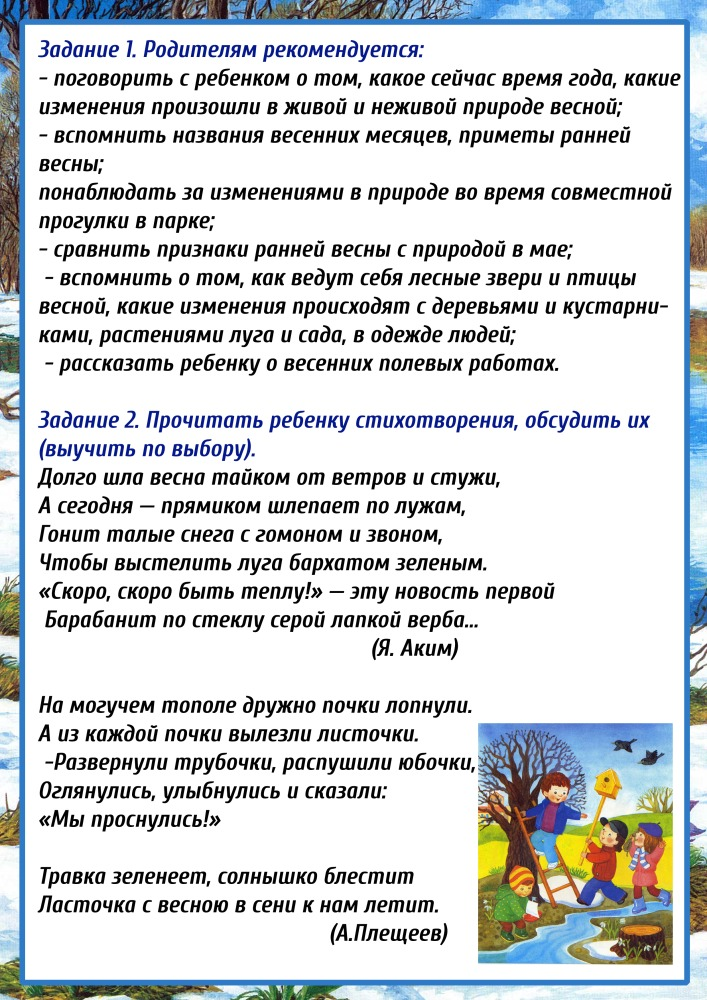 Задание 1. Родителям рекомендуется:
- поговорить с ребенком о том, какое сейчас время года, какие
изменения произошли в живой и неживой природе весной;
- вспомнить названия весенних месяцев, приметы ранней
весны;
понаблюдать за изменениями в природе во время совместной
прогулки в парке;
- сравнить признаки ранней весны с природой в мае;
- вспомнить о том, как ведут себя лесные звери и птицы
весной, какие изменения происходят с деревьями и кустарни-
ками, растениями луга и сада, в одежде людей;
- рассказать ребенку о весенних полевых работах.
Задание 2. Прочитать ребенку стихотворения, обсудить их
(выучить по выбору).
Долго шла весна тайком от ветров и стужи,
А сегодня — прямиком шлепает по лужам,
Гонит талые снега с гомоном и звоном,
Чтобы выстелить луга бархатом зеленым.
«Скоро, скоро быть теплу!» — эту новость первой
Барабанит по стеклу серой лапкой верба...
(Я. Аким)
На могучем тополе дружно почки лопнули.
А из каждой почки вылезли листочки.
-Развернули трубочки, распушили юбочки,
Оглянулись, улыбнулись и сказали:
«Мы проснулись!»
Травка зеленеет, солнышко блестит
Ласточка с весною в сени к нам летит.
(А.Плещеев)